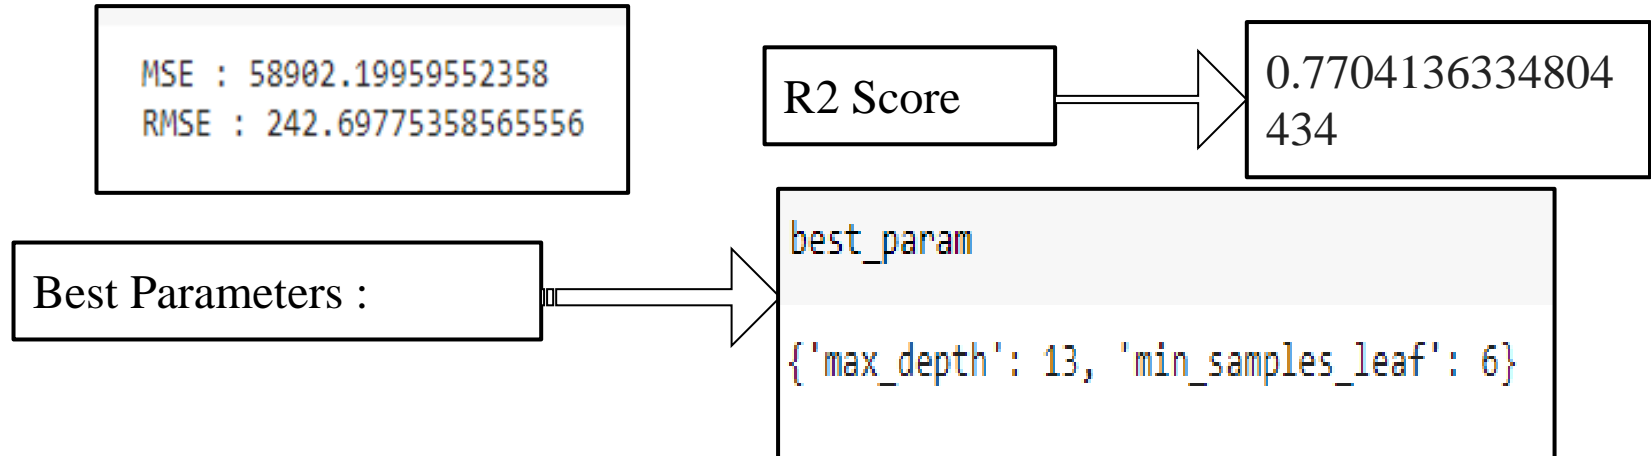 MSE : 58902.19959552358
RMSE : 242.69775358565556
R2 Score
0.7704136334804
434
Best Parameters :
best_param
{'max_depth': 13, 'min_samples_leaf': 6}